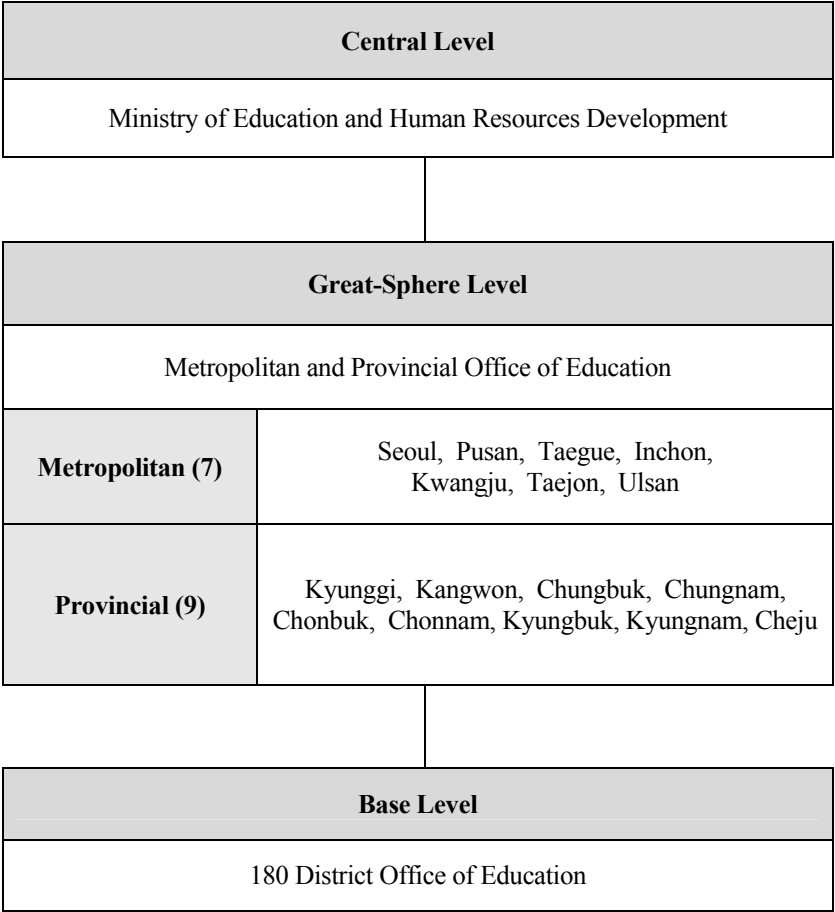 Central Level
Ministry of Education and Human Resources Development
Great-Sphere Level
Metropolitan and Provincial Office of Education
Metropolitan (7)
Seoul, Pusan, Taegue, Inchon,
Kwangju, Taejon, Ulsan
Provincial (9)
Kyunggi, Kangwon, Chungbuk, Chungnam,
Chonbuk, Chonnam, Kyungbuk, Kyungnam, Cheju
Base Level
180 District Office of Education